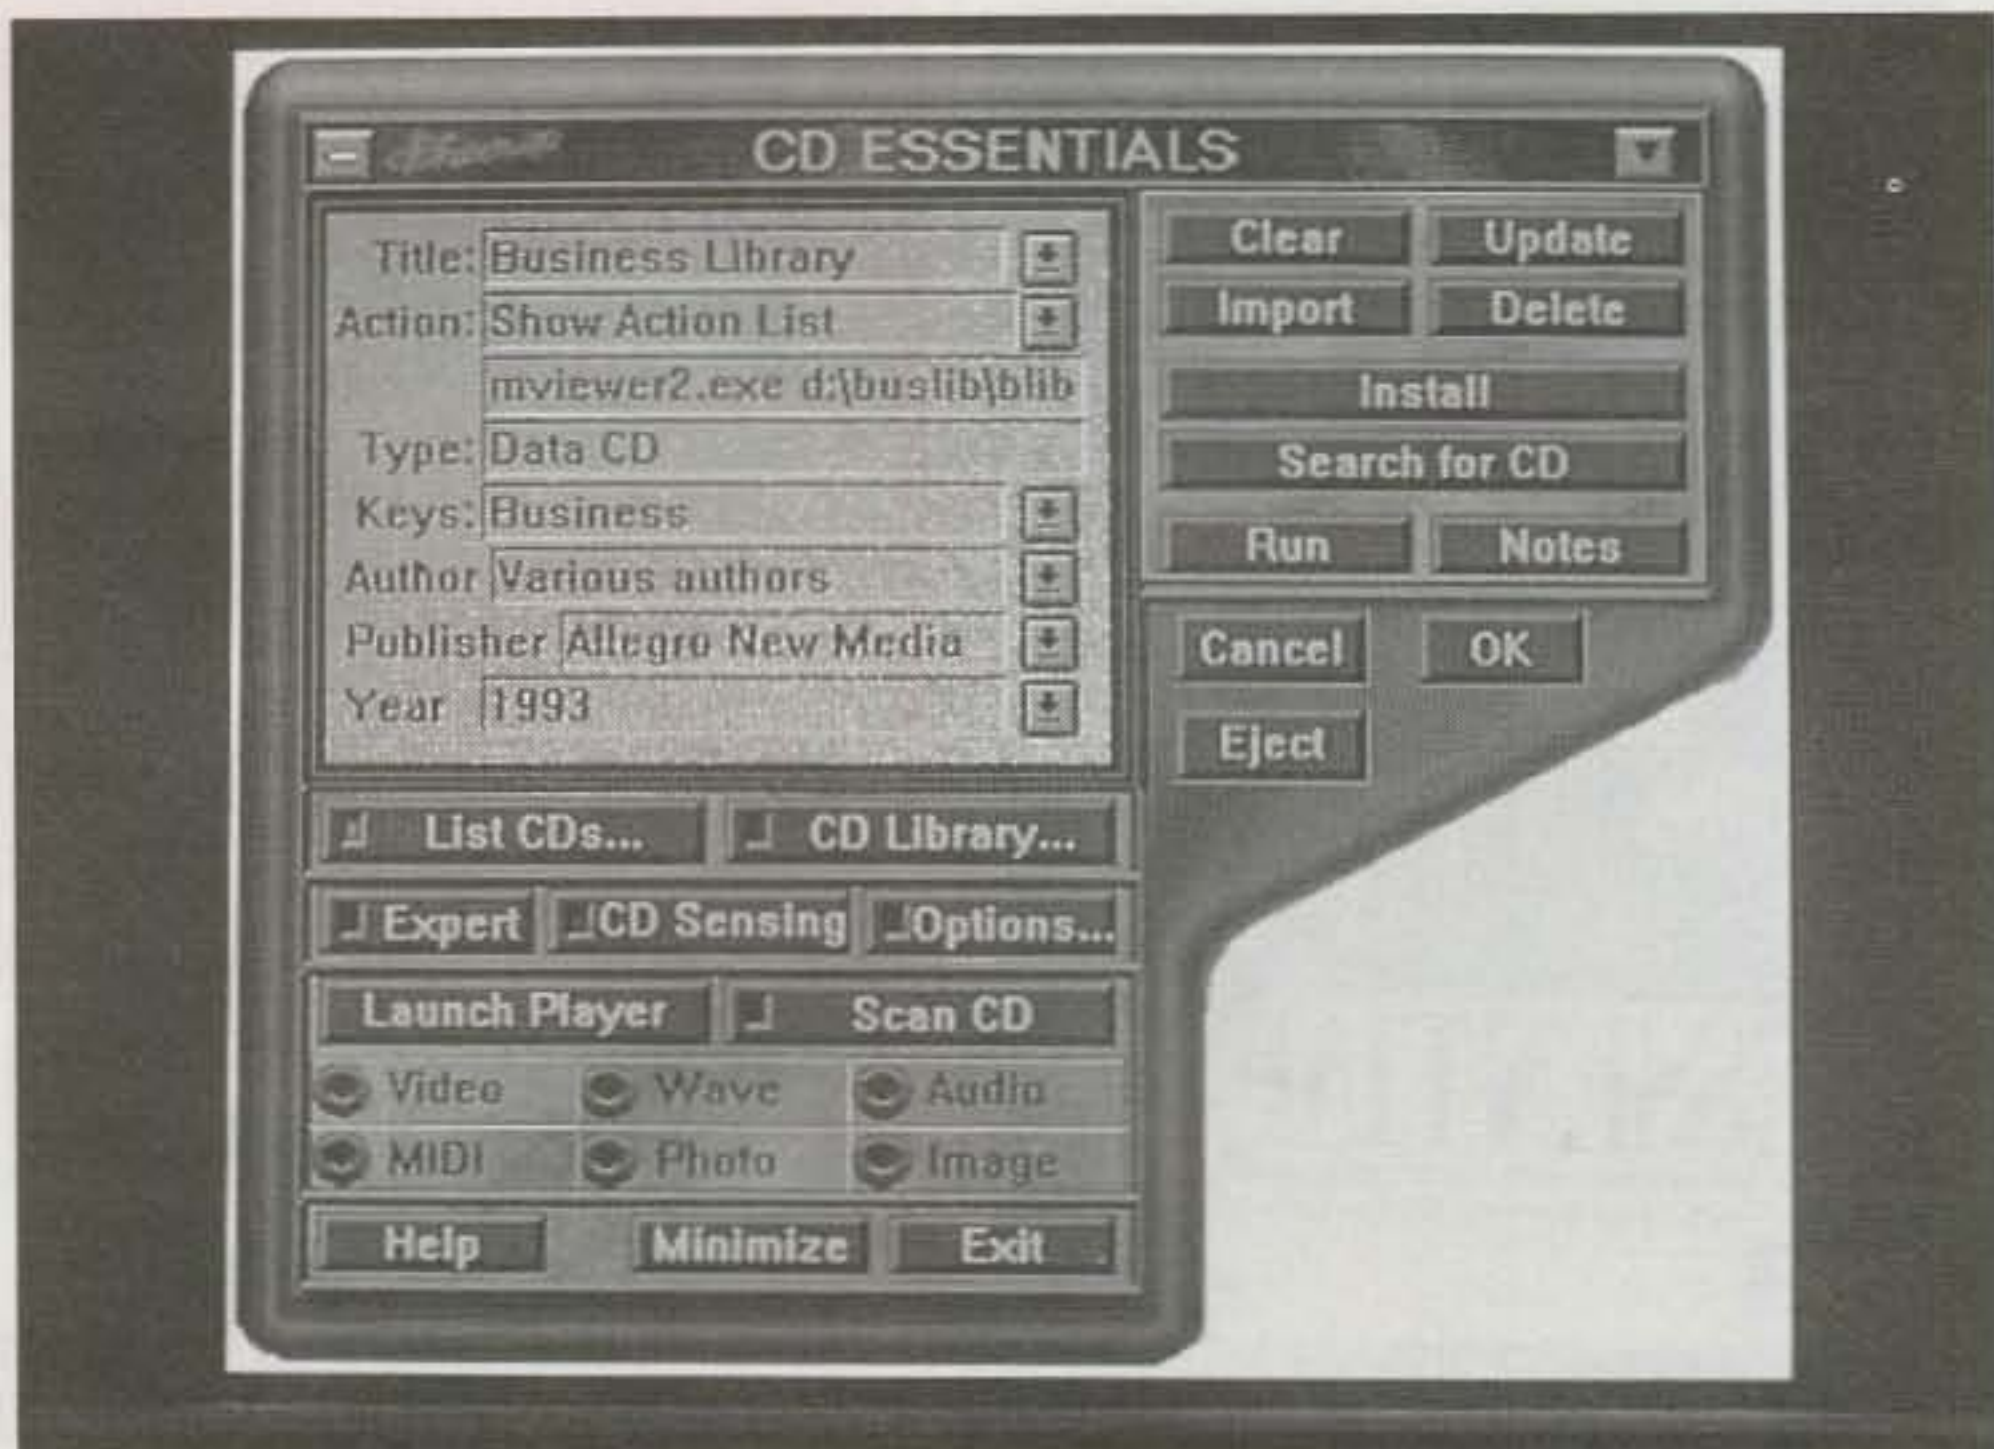 CD ESSENTIALS
Title: Business Library
Action: Show Action List
mviewer2.exe d:\buslib\blib
Type: Data CD
Keys: Business
Author Various authors
Publisher Allegro New Media
Year 1993
Clear Update
Import Delete
Install
Search for CD
Run Notes
Cancel OK
Eject
List CDs... CD Library...
Expert CD Sensing Options...
Launch Player Scan CD
Video Wave Audio
MIDI Photo Image
Help Minimize Exit